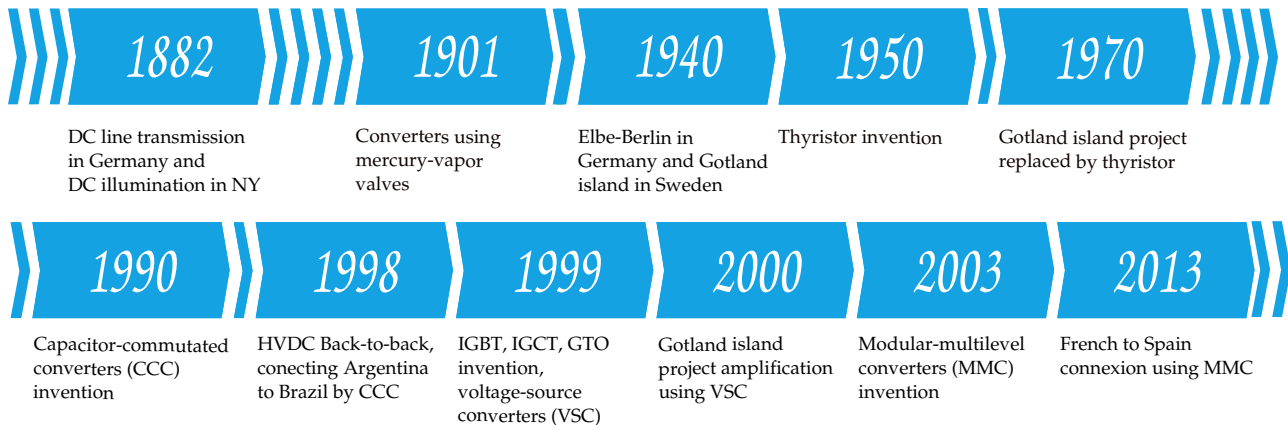 1882
1901
1940
1950
1970
DC line transmission
in Germany and
DC illumination in NY
Converters using
mercury-vapor
valves
Elbe-Berlin in
Germany and Gotland
island in Sweden
Thyristor invention
Gotland island project
replaced by thyristor
1990
1998
1999
2000
2003
2013
Capacitor-commutated
converters (CCC)
invention
HVDC Back-to-back,
conecting Argentina
to Brazil by CCC
IGBT, IGCT, GTO
invention,
voltage-source
converters (VSC)
Gotland island
project amplification
using VSC
Modular-multilevel
converters (MMC)
invention
French to Spain
connexion using MMC